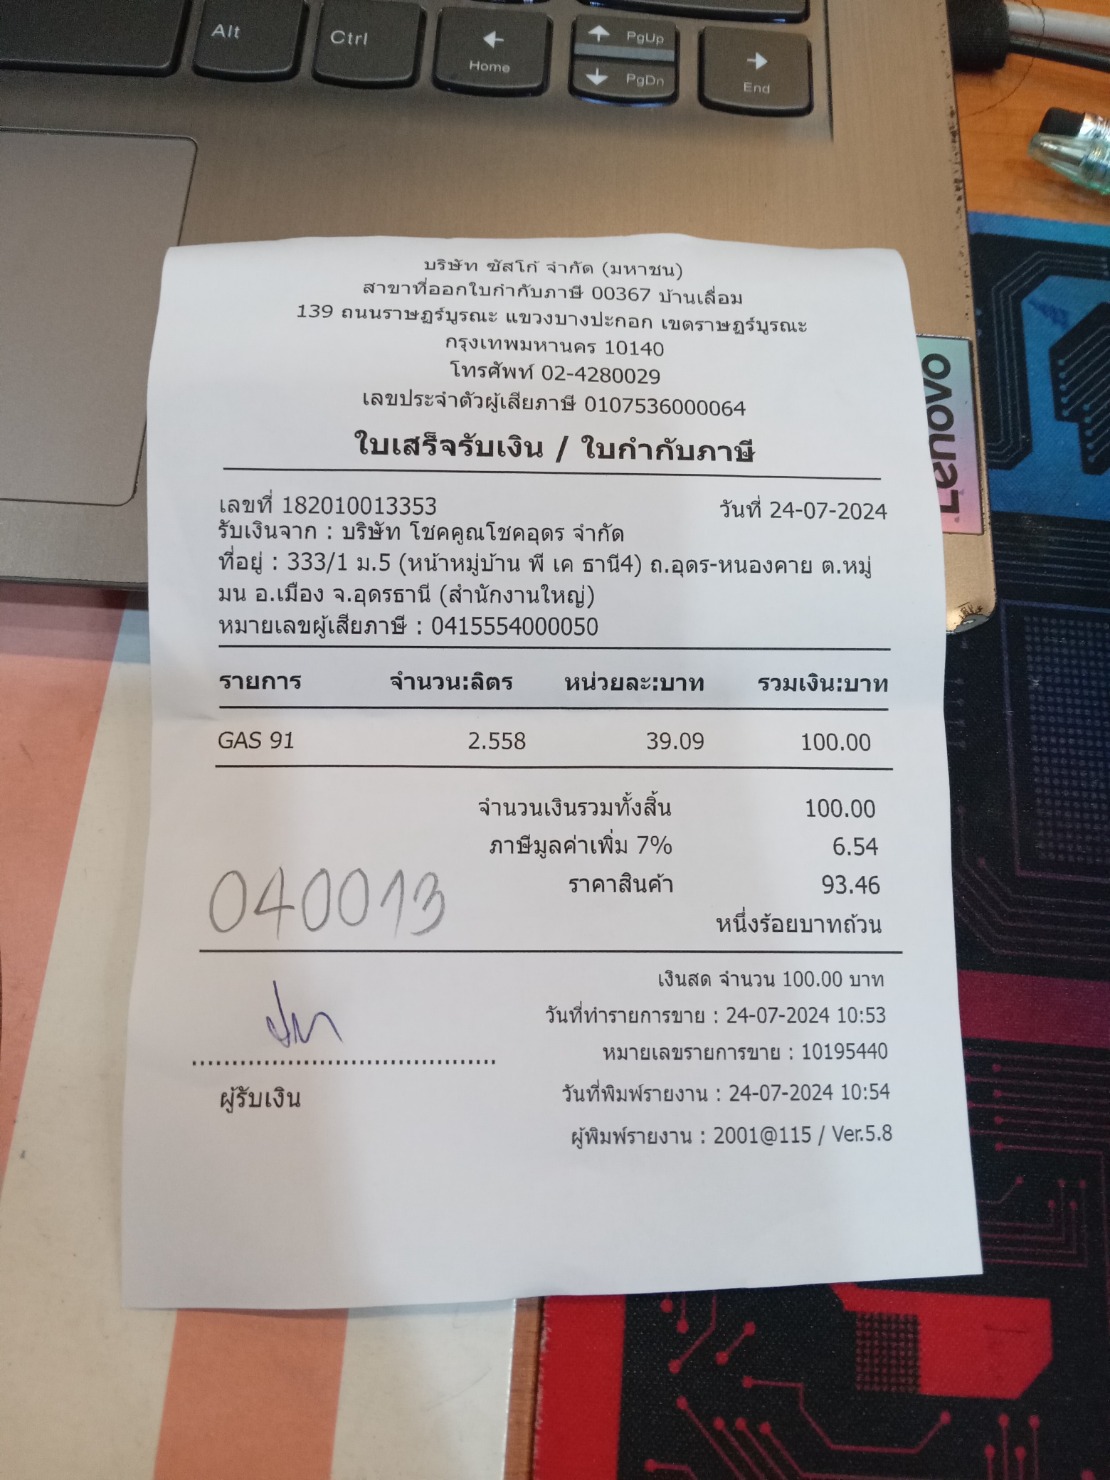 Alt
Ctrl
Home
PgUp
PgDn
End
บริษัท ซัสโก้ จำกัด (มหาชน)
สาขาที่ออกใบกำกับภาษี 00367 บ้านเลื่อม
139 ถนนราษฎร์บูรณะ แขวงบางปะกอก เขตราษฎร์บูรณะ
กรุงเทพมหานคร 10140
โทรศัพท์ 02-4280029
เลขประจำตัวผู้เสียภาษี 0107536000064
ใบเสร็จรับเงิน / ใบกำกับภาษี
เลขที่ 182010013353 วันที่ 24-07-2024
รับเงินจาก : บริษัท โชคคูณโชคอุดร จำกัด
ที่อยู่ : 333/1 ม.5 (หน้าหมู่บ้าน พี เค ธานี4) ถ.อุดร-หนองคาย ต.หมู่
มน อ.เมือง จ.อุดรธานี (สำนักงานใหญ่)
หมายเลขผู้เสียภาษี : 0415554000050
รายการ จำนวน:ลิตร หน่วยละ:บาท รวมเงิน:บาท
GAS 91 2.558 39.09 100.00
จำนวนเงินรวมทั้งสิ้น 100.00
ภาษีมูลค่าเพิ่ม 7% 6.54
ราคาสินค้า 93.46
040013
หนึ่งร้อยบาทถ้วน
เงินสด จำนวน 100.00 บาท
วันที่ทำรายการขาย : 24-07-2024 10:53
หมายเลขรายการขาย : 10195440
ผู้รับเงิน
วันที่พิมพ์รายงาน : 24-07-2024 10:54
ผู้พิมพ์รายงาน : 2001@115 / Ver.5.8
Lenovo